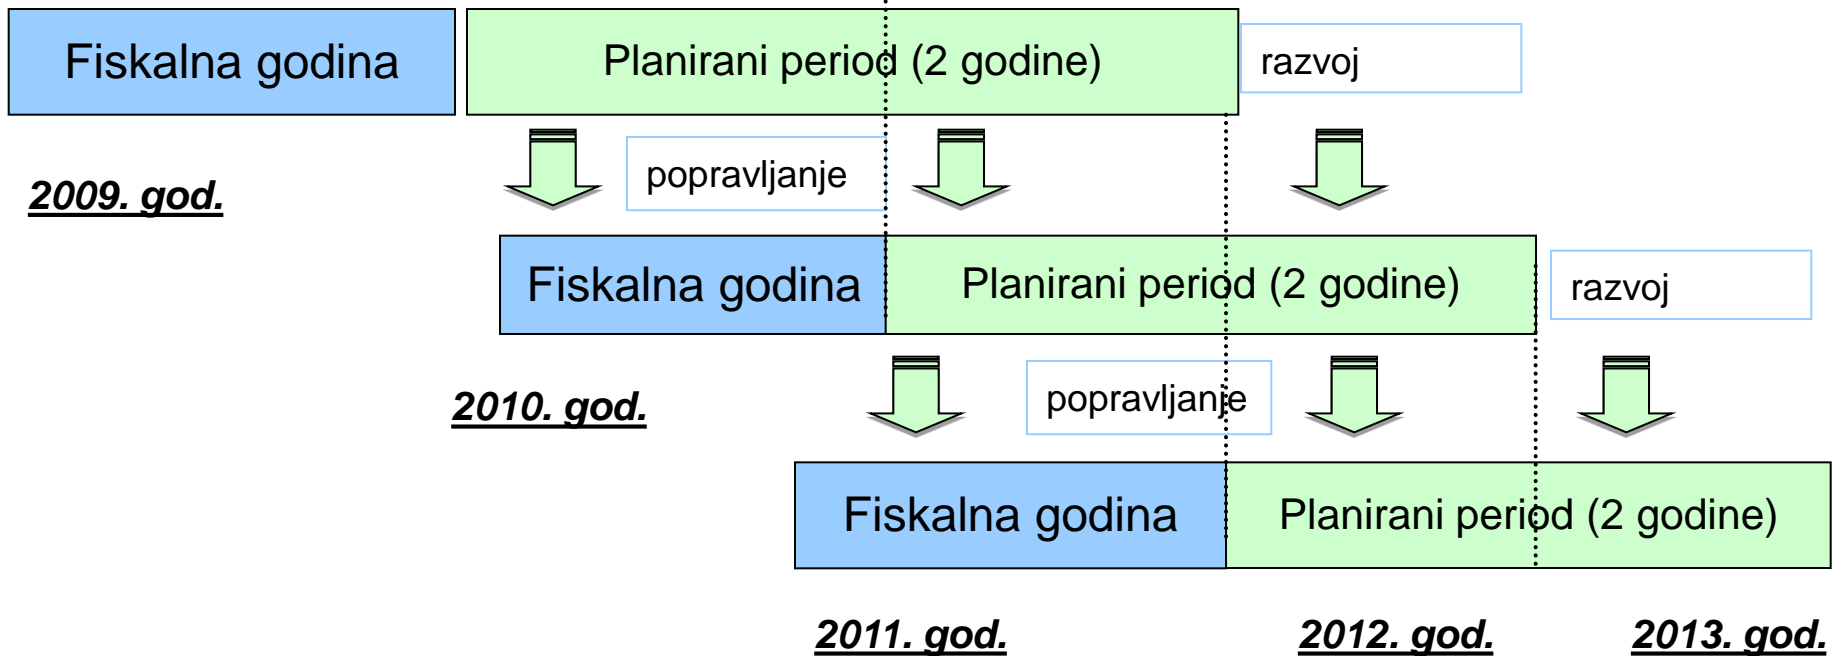 Fiskalna godina
Planirani period (2 godine)
razvoj
popravljanje
2009. god.
Fiskalna godina
Planirani period (2 godine)
razvoj
popravljanje
2010. god.
Fiskalna godina
Planirani period (2 godine)
2011. god.
2012. god.
2013. god.